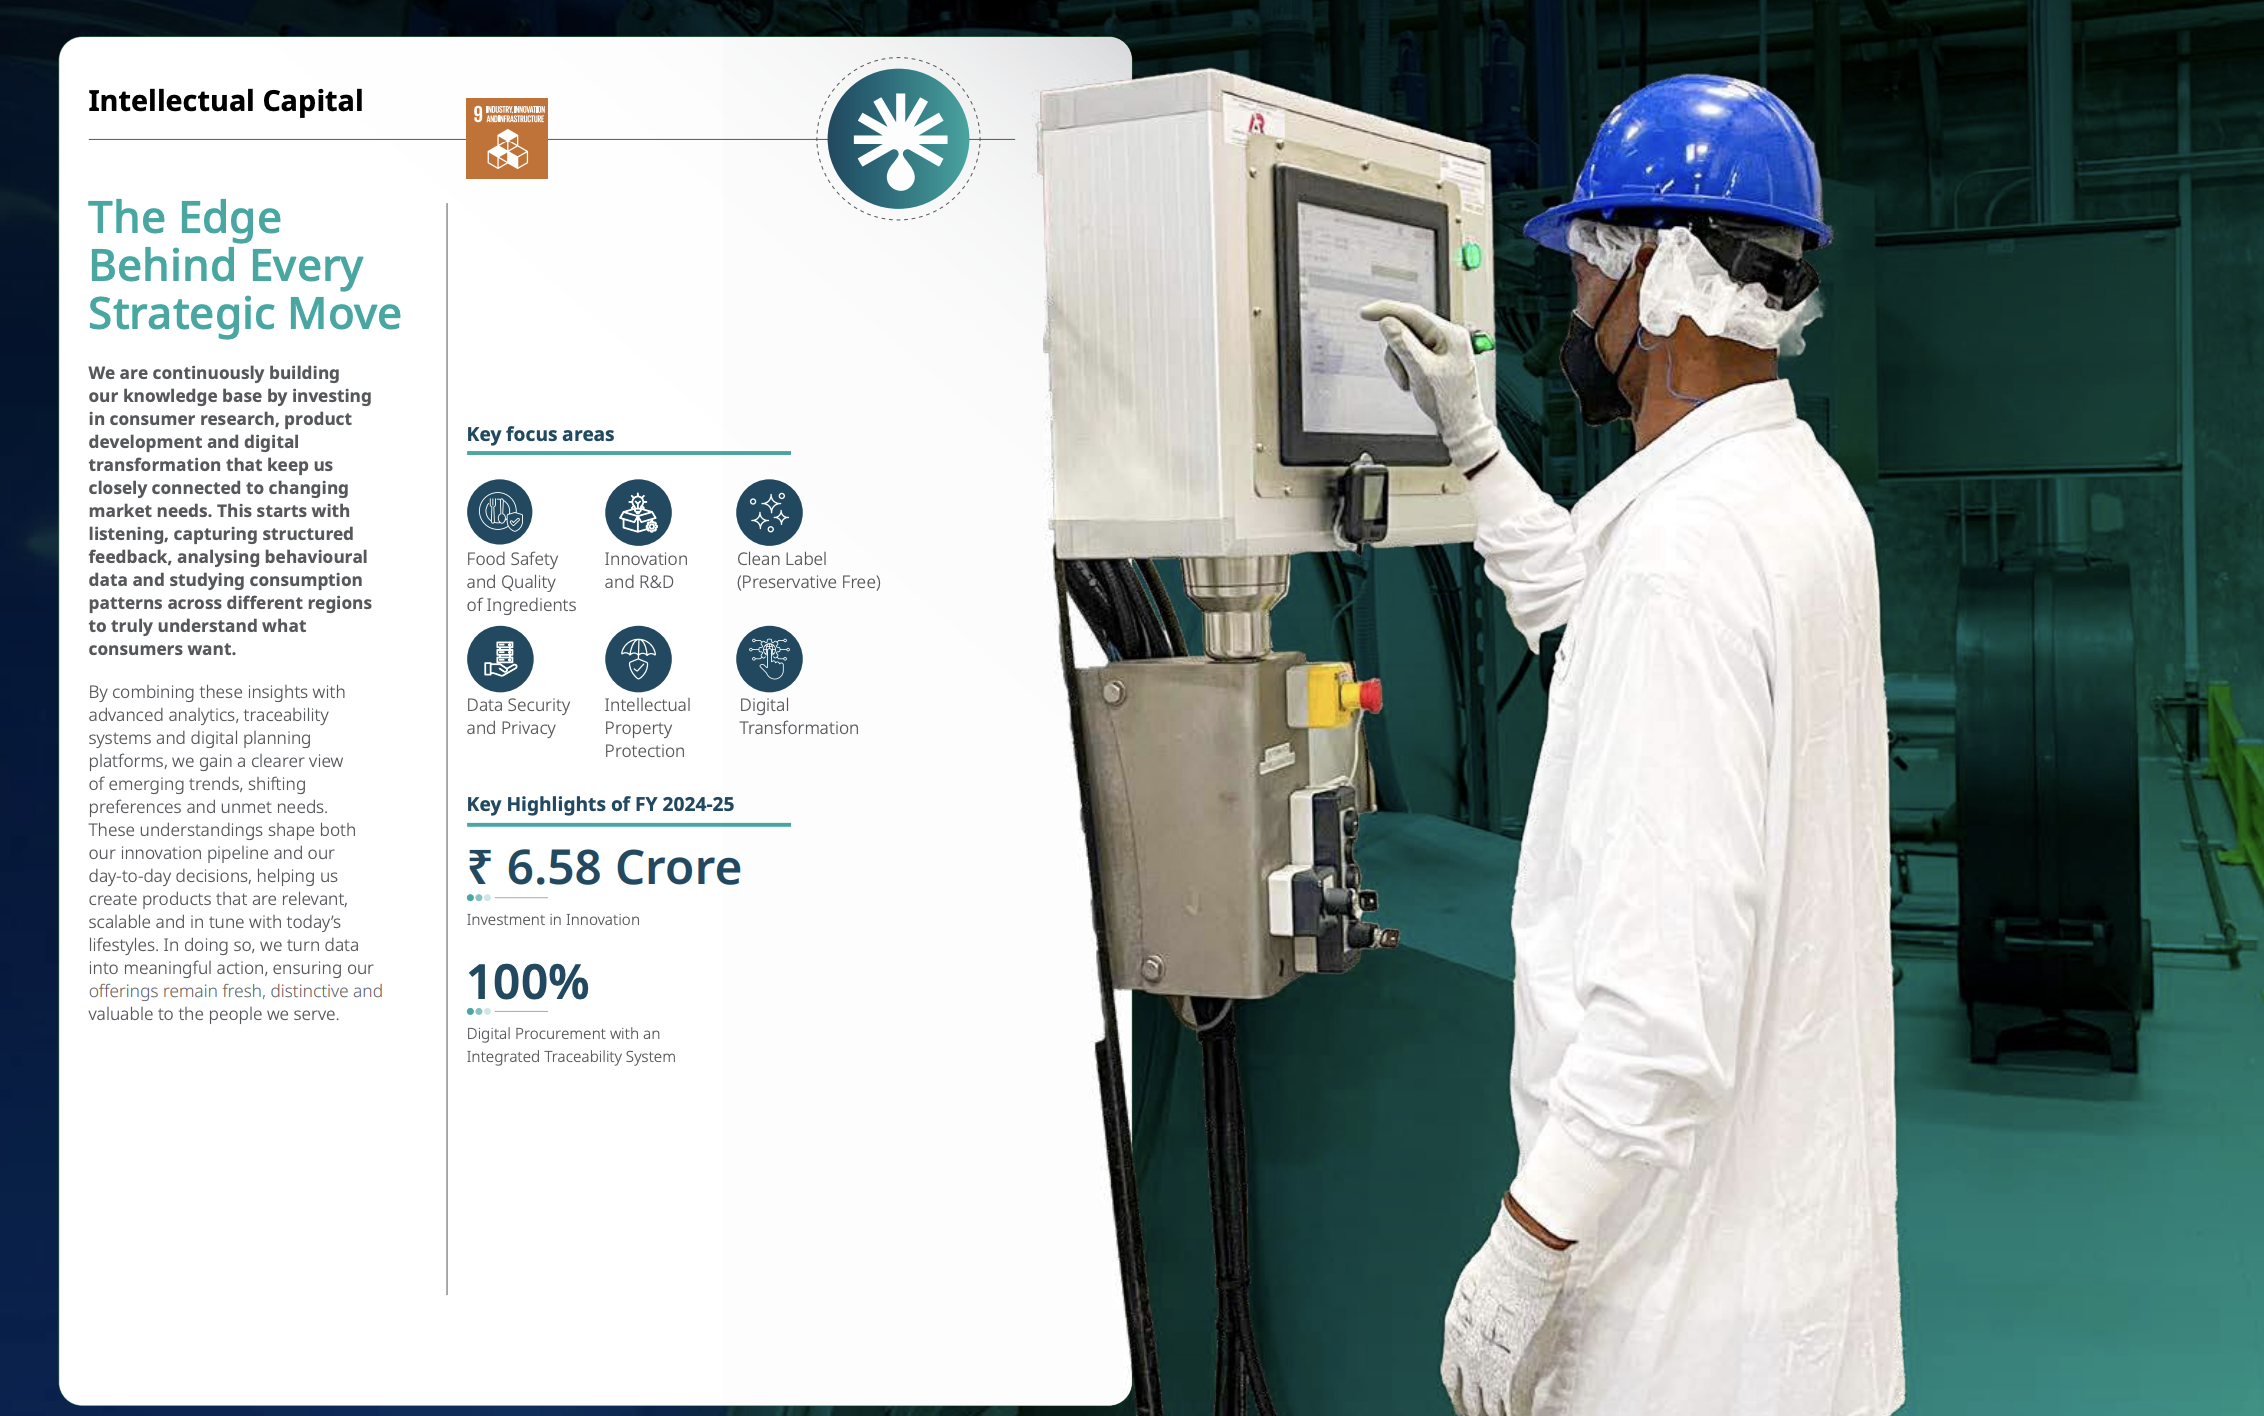 Intellectual Capital
9 INDUSTRY, INNOVATION
AND INFRASTRUCTURE
The Edge
Behind Every
Strategic Move
We are continuously building
our knowledge base by investing
in consumer research, product
development and digital
transformation that keep us
closely connected to changing
market needs. This starts with
listening, capturing structured
feedback, analysing behavioural
data and studying consumption
patterns across different regions
to truly understand what
consumers want.
By combining these insights with
advanced analytics, traceability
systems and digital planning
platforms, we gain a clearer view
of emerging trends, shifting
preferences and unmet needs.
These understandings shape both
our innovation pipeline and our
day-to-day decisions, helping us
create products that are relevant,
scalable and in tune with today’s
lifestyles. In doing so, we turn data
into meaningful action, ensuring our
offerings remain fresh, distinctive and
valuable to the people we serve.
Key focus areas
Food Safety
and Quality
of Ingredients
Innovation
and R&D
Clean Label
(Preservative Free)
Data Security
and Privacy
Intellectual
Property
Protection
Digital
Transformation
Key Highlights of FY 2024-25
₹ 6.58 Crore
Investment in Innovation
100%
Digital Procurement with an
Integrated Traceability System